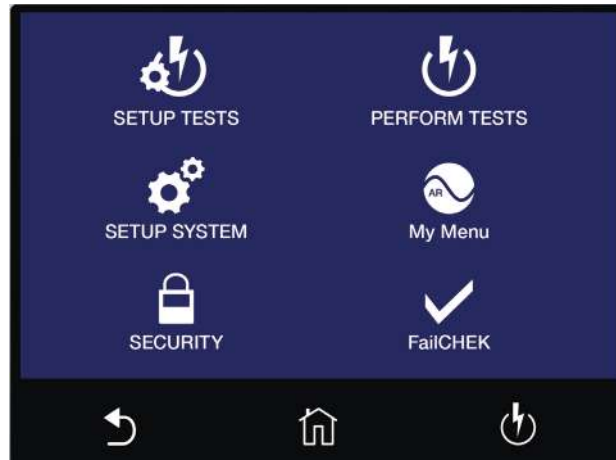 SETUP TESTS
PERFORM TESTS
AR
SETUP SYSTEM
My Menu
SECURITY
FailCHEK